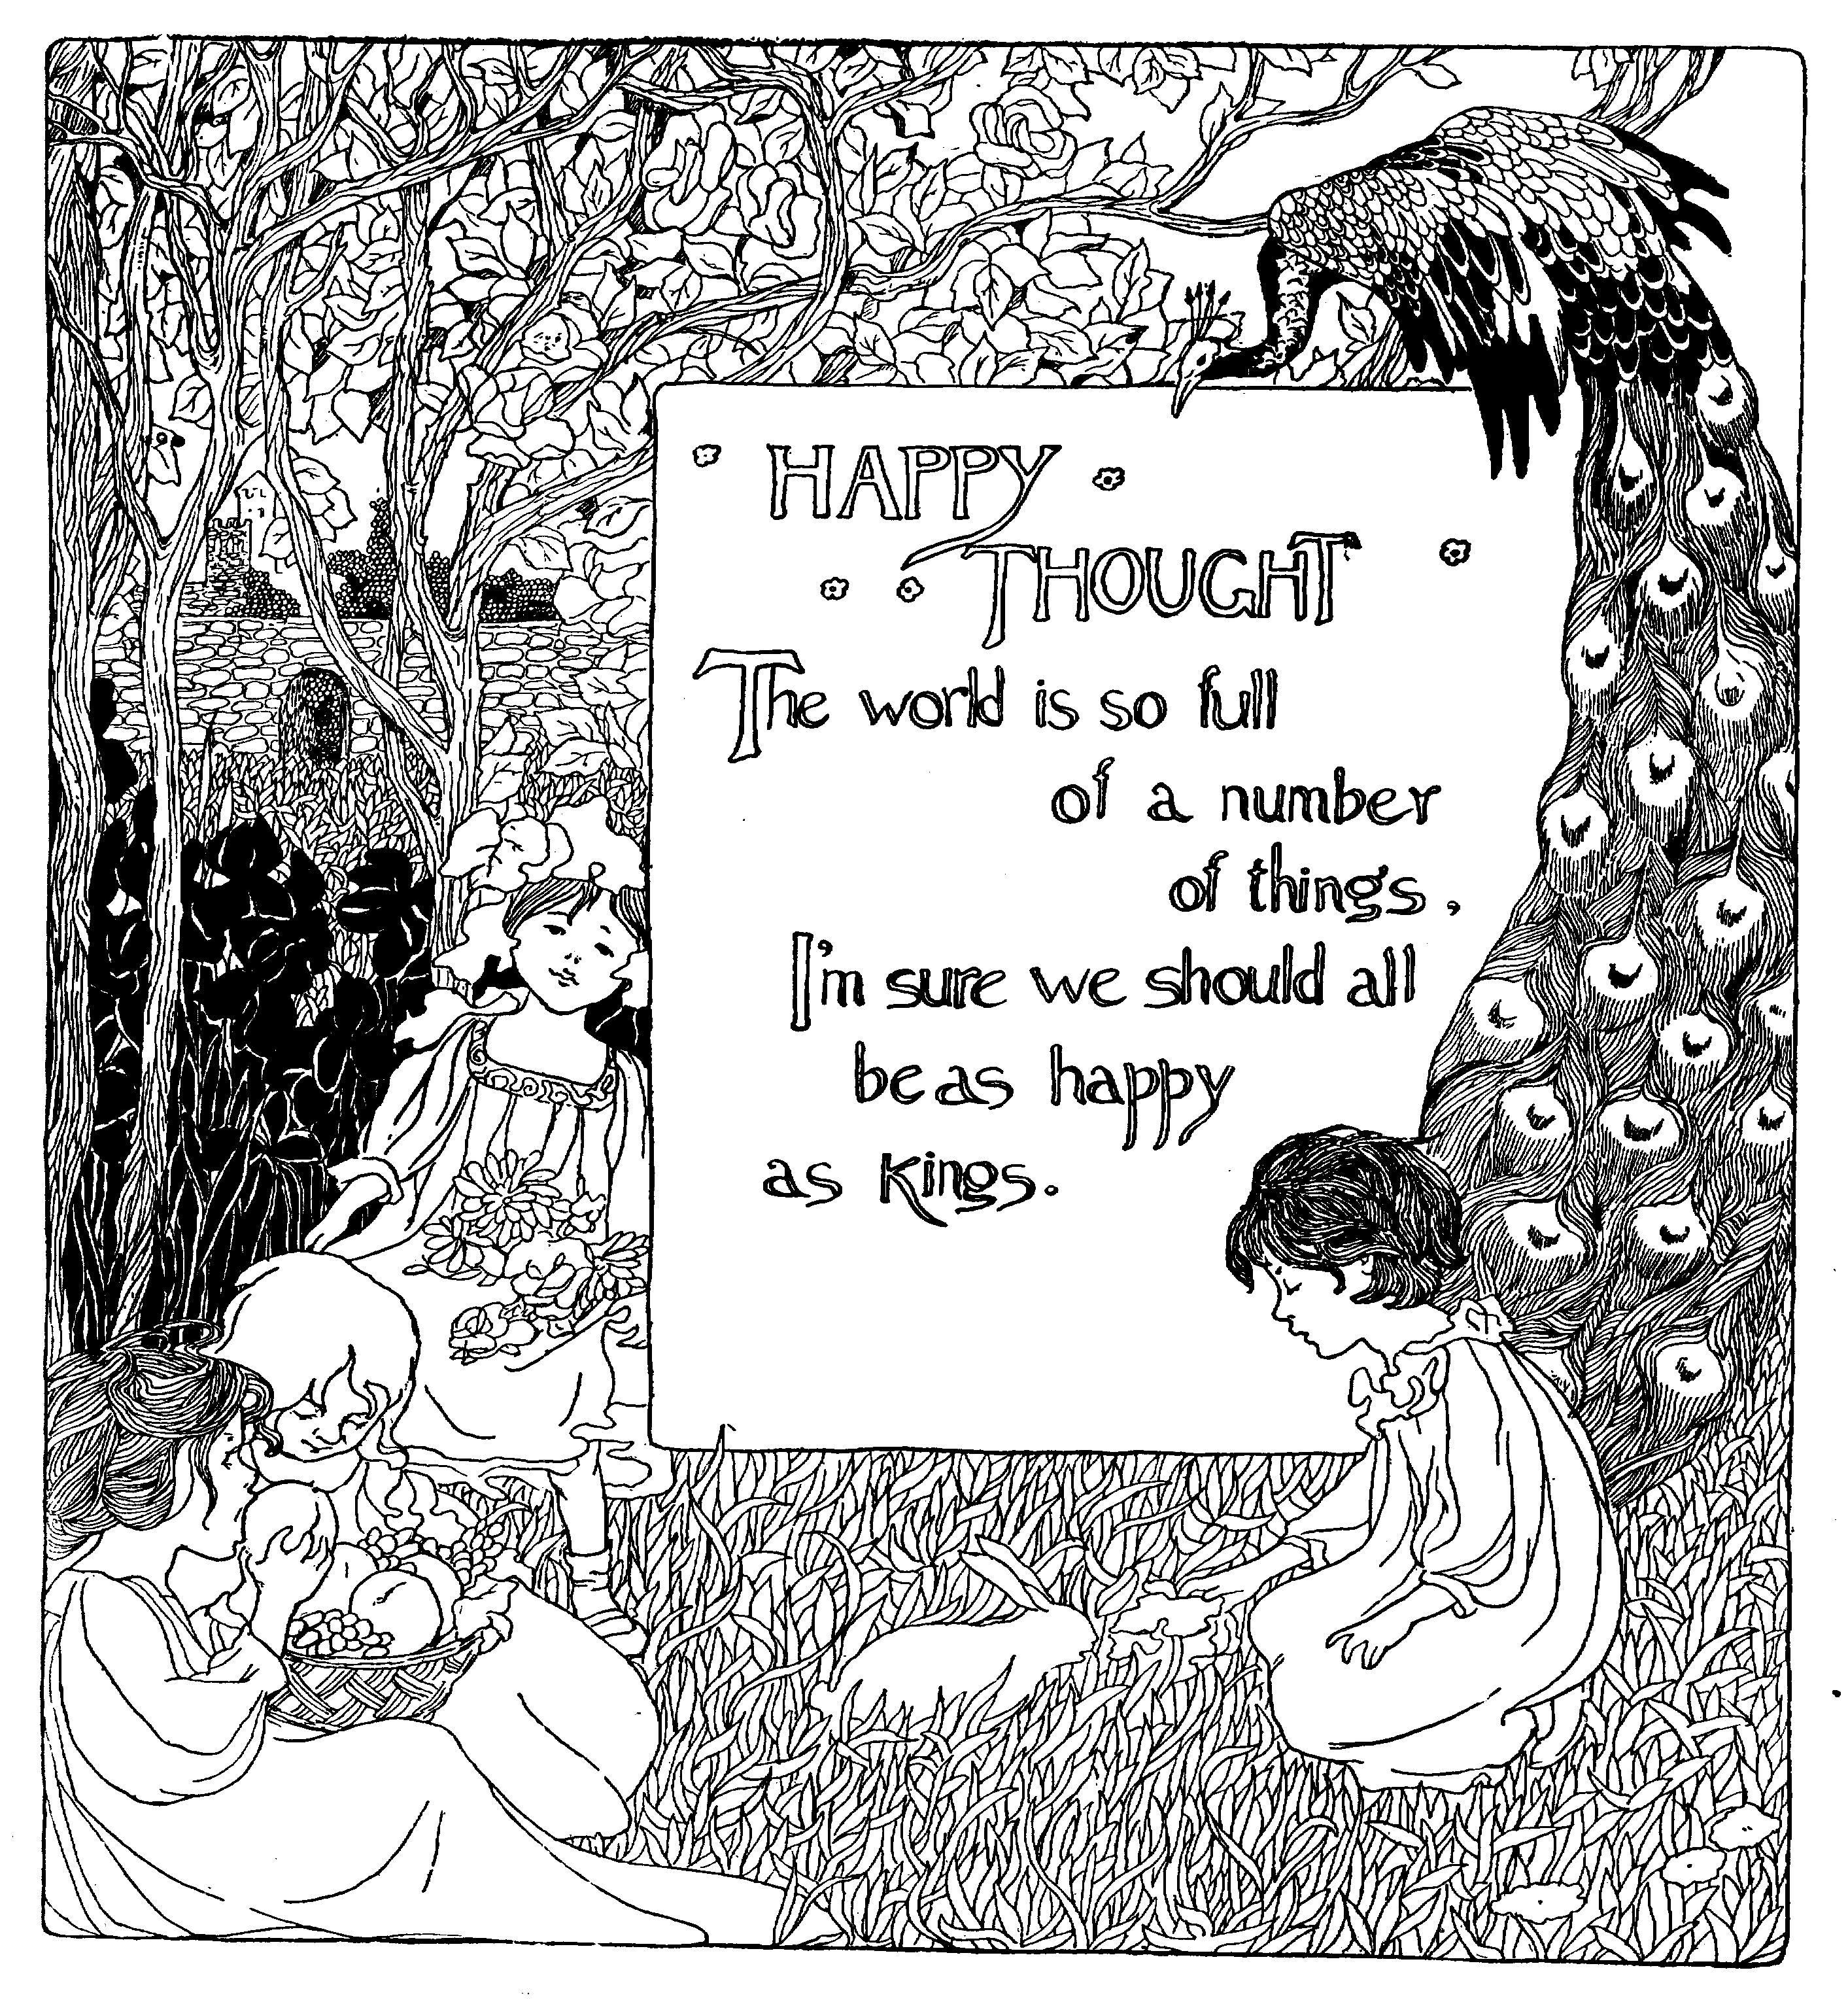 HAPPY
THOUGHT
The world is so full
of a number
of things,
I'm sure we should all
be as happy
as Kings.